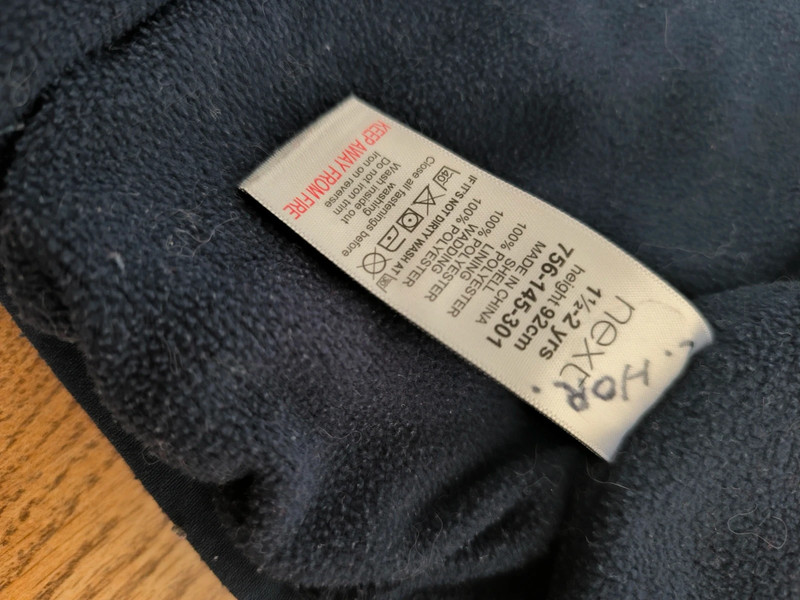 next
1½-2 yrs
height 92cm
756-145-301
MADE IN CHINA
SHELL
100% POLYESTER
LINING
100% POLYESTER
WADDING
100% POLYESTER
IF IT'S NOT DIRTY WASH AT 30
40
Close all fastenings before
washing
Wash inside out
Do not iron trim
Iron on reverse
KEEP AWAY FROM FIRE